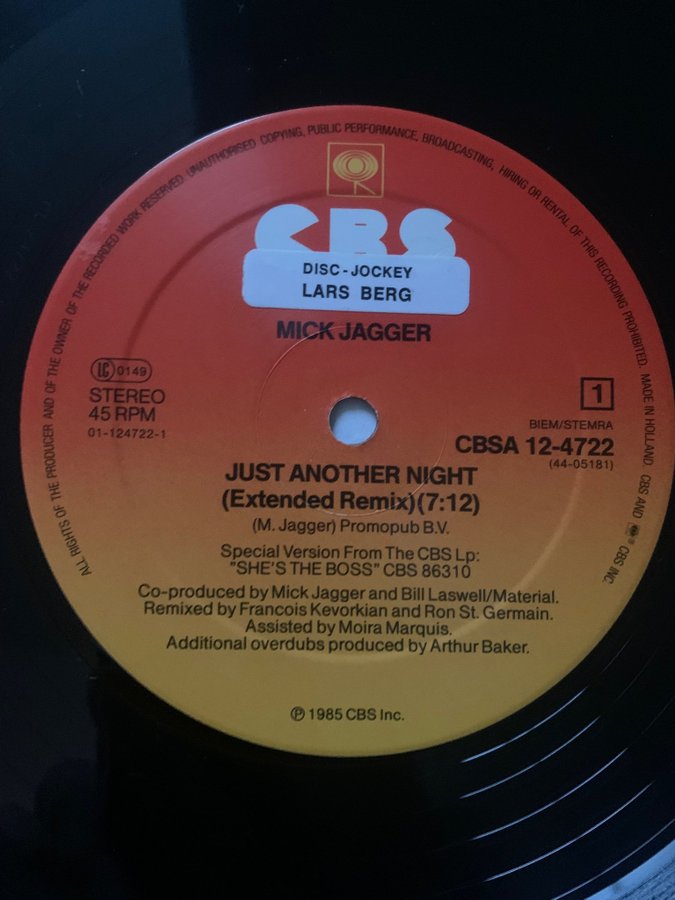 ALL RIGHTS OF THE PRODUCER AND OF THE OWNER OF THE RECORDED WORK RESERVED. UNAUTHORISED COPYING, PUBLIC PERFORMANCE, BROADCASTING, HIRING OR RENTAL OF THIS RECORDING PROHIBITED. MADE IN HOLLAND. CBS AND ® CBS INC.
CBS
DISC-JOCKEY
LARS BERG
MICK JAGGER
LC 0149
STEREO
45 RPM
01-124722-1
1
BIEM/STEMRA
CBSA 12-4722
(44-05181)
JUST ANOTHER NIGHT
(Extended Remix)(7:12)
(M. Jagger) Promopub B.V.
Special Version From The CBS Lp:
"SHE'S THE BOSS" CBS 86310
Co-produced by Mick Jagger and Bill Laswell/Material.
Remixed by Francois Kevorkian and Ron St. Germain.
Assisted by Moira Marquis.
Additional overdubs produced by Arthur Baker.
℗ 1985 CBS Inc.